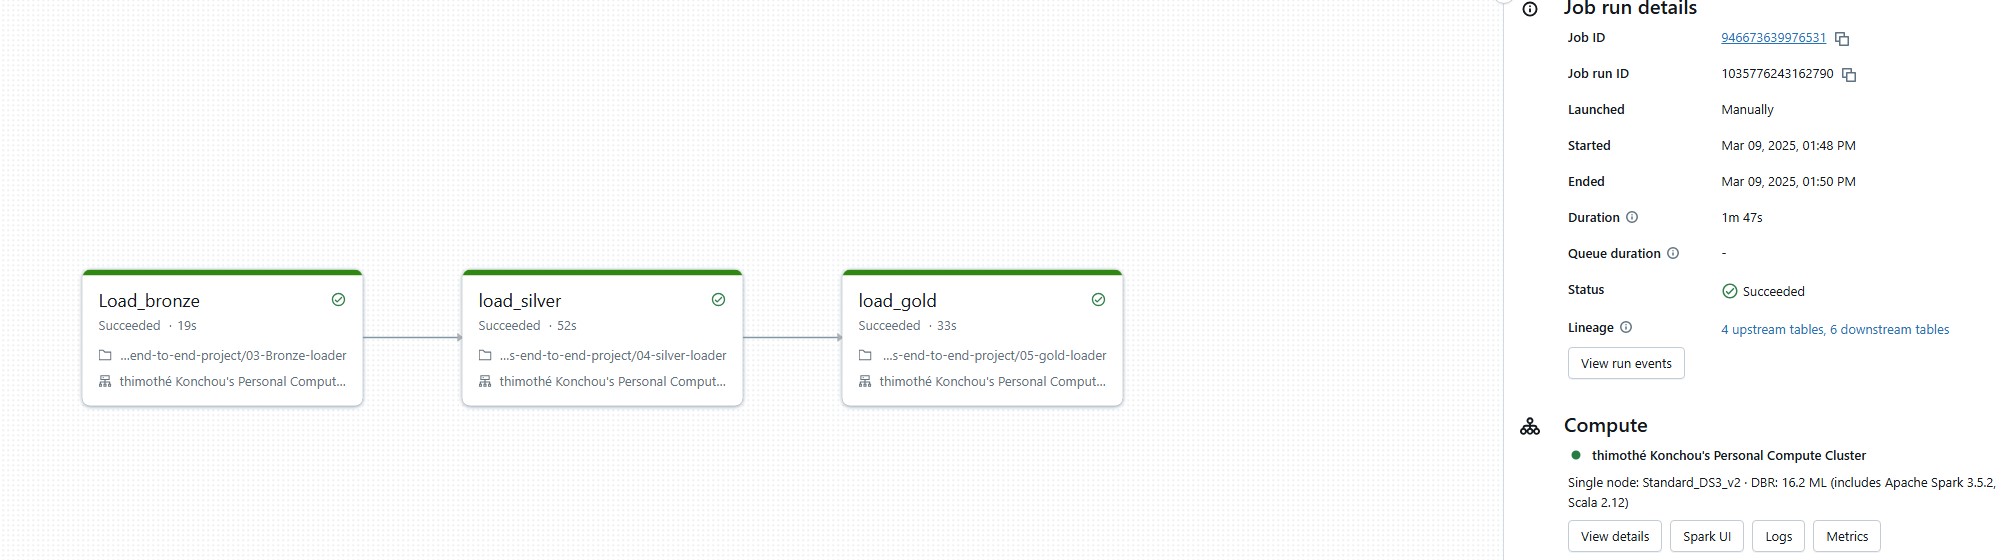 Load_bronze
Succeeded · 19s
...end-to-end-project/03-Bronze-loader
thimothé Konchou's Personal Comput...
load_silver
Succeeded · 52s
...s-end-to-end-project/04-silver-loader
thimothé Konchou's Personal Comput...
load_gold
Succeeded · 33s
...s-end-to-end-project/05-gold-loader
thimothé Konchou's Personal Comput...
Job run details
Job ID 946673639976531
Job run ID 1035776243162790
Launched Manually
Started Mar 09, 2025, 01:48 PM
Ended Mar 09, 2025, 01:50 PM
Duration 1m 47s
Queue duration -
Status Succeeded
Lineage 4 upstream tables, 6 downstream tables
View run events
Compute
thimothé Konchou's Personal Compute Cluster
Single node: Standard_DS3_v2 · DBR: 16.2 ML (includes Apache Spark 3.5.2,
Scala 2.12)
View details Spark UI Logs Metrics